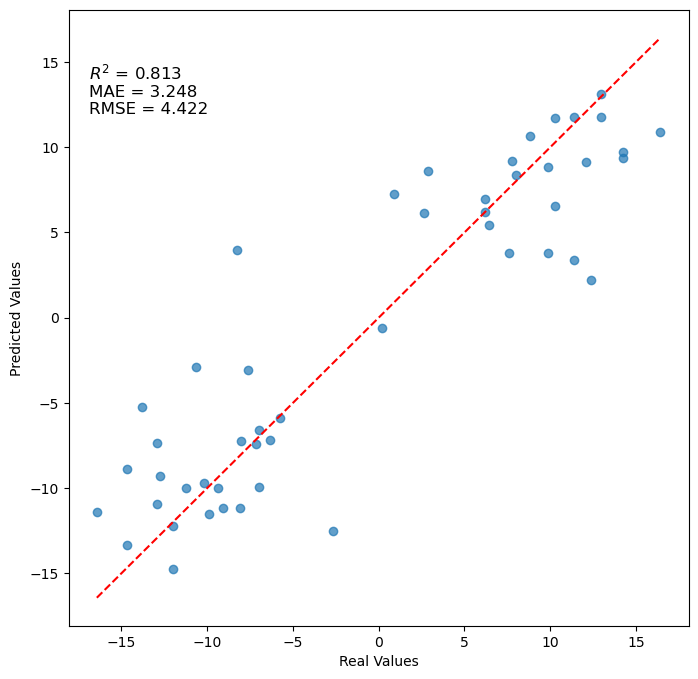 R² = 0.813
MAE = 3.248
RMSE = 4.422
15
10
5
0
−5
−10
−15
Predicted Values
−15 −10 −5 0 5 10 15
Real Values